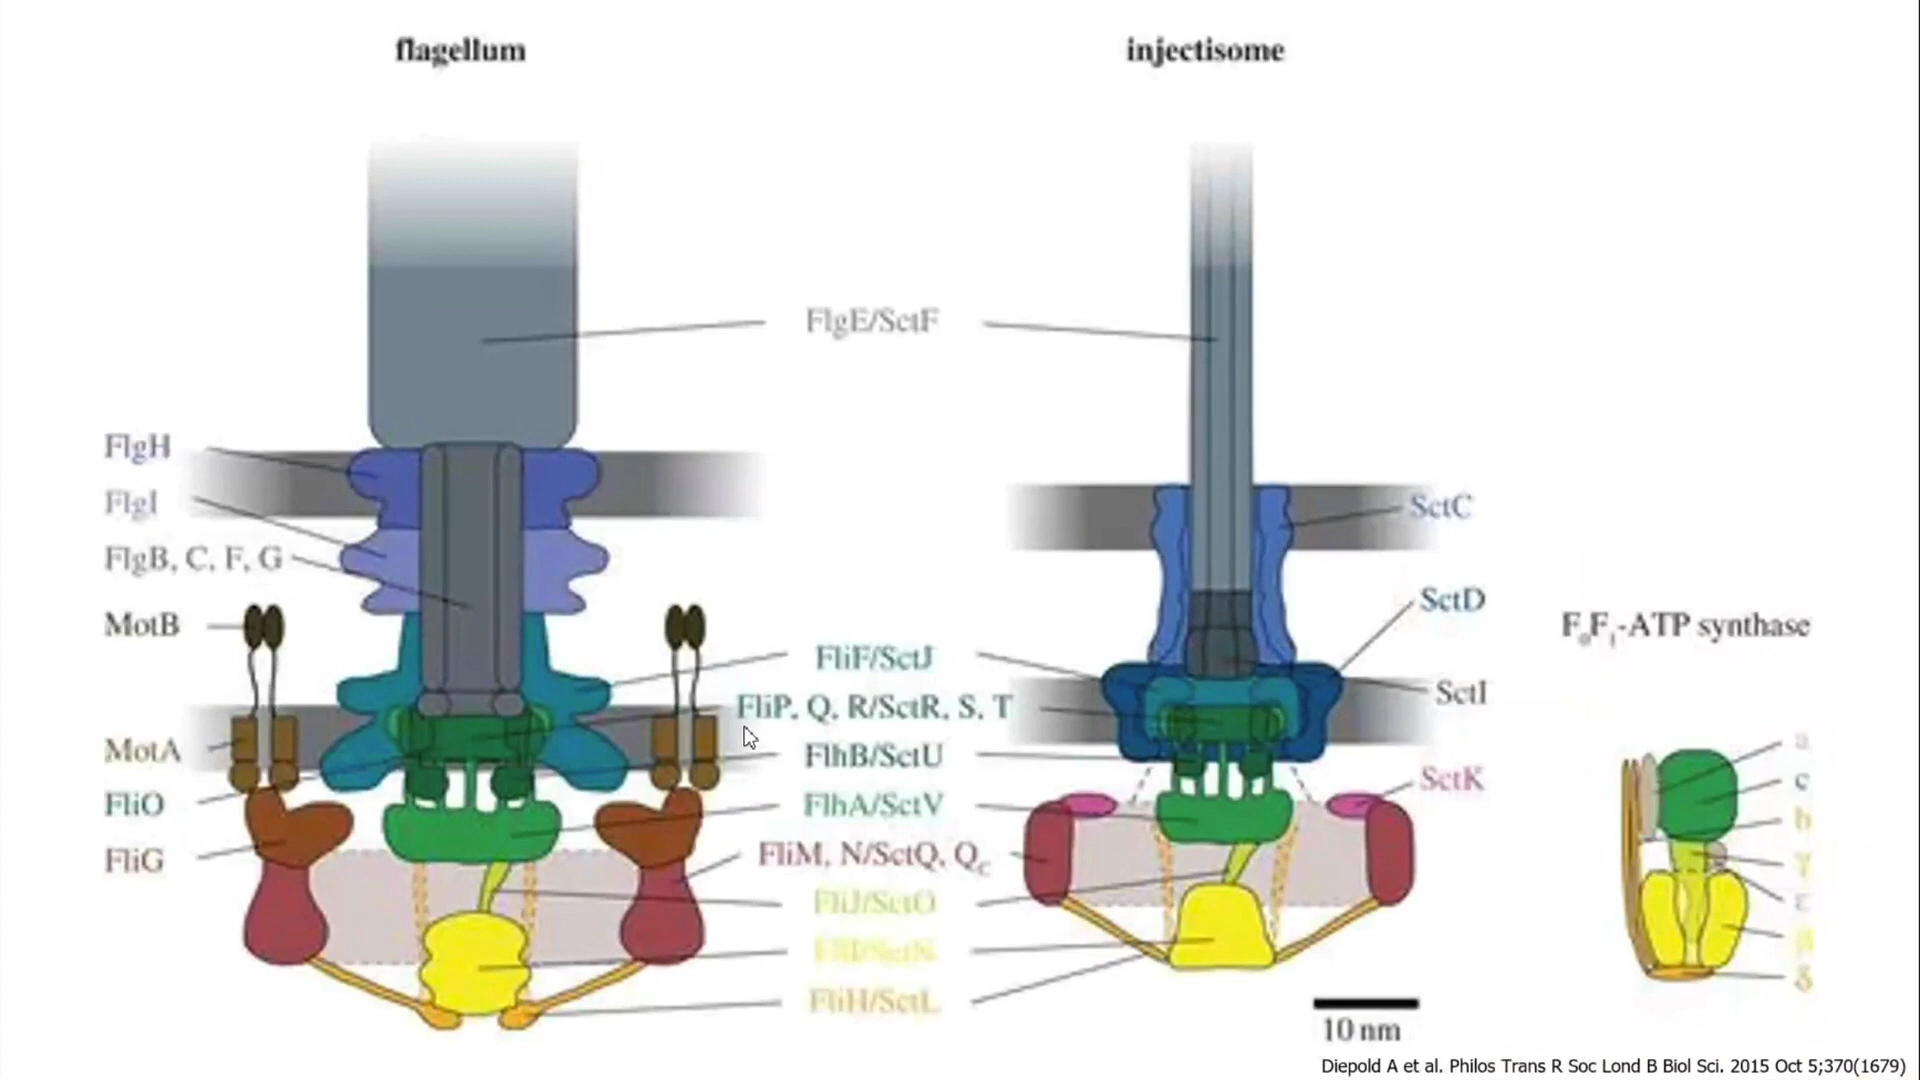 flagellum
injectisome
FlgE/SctF
FlgH
FlgI
FlgB, C, F, G
MotB
MotA
FliO
FliG
FliF/SctJ
FliP, Q, R/SctR, S, T
FlhB/SctU
FlhA/SctV
FliM, N/SctQ, Qc
FliJ/SctO
FliI/SctN
FliH/SctL
SctC
SctD
SctI
SctK
10 nm
F₀F₁-ATP synthase
a
c
b
γ
ε
β
δ
Diepold A et al. Philos Trans R Soc Lond B Biol Sci. 2015 Oct 5;370(1679)